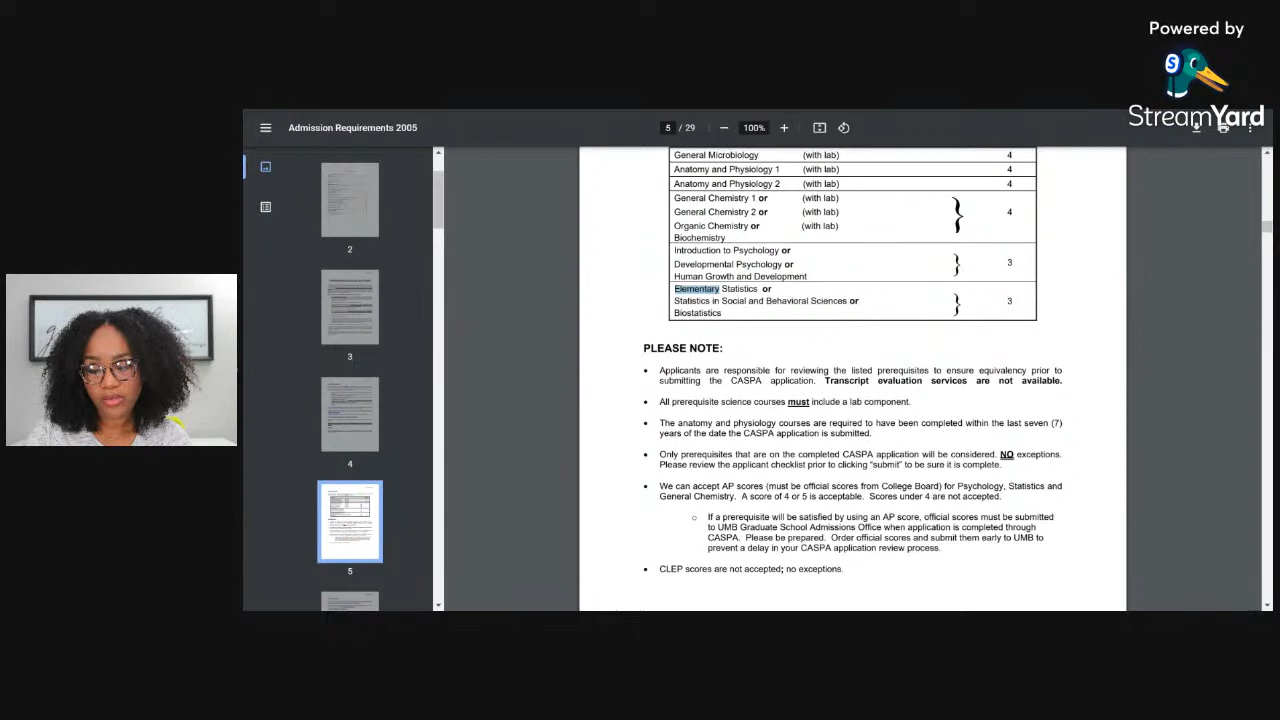 Powered by
StreamYard
Admission Requirements 2005
5 / 29
100%
2
3
4
5
General Microbiology (with lab) 4
Anatomy and Physiology 1 (with lab) 4
Anatomy and Physiology 2 (with lab) 4
General Chemistry 1 or (with lab)
General Chemistry 2 or (with lab) } 4
Organic Chemistry or (with lab)
Biochemistry
Introduction to Psychology or
Developmental Psychology or } 3
Human Growth and Development
Elementary Statistics or
Statistics in Social and Behavioral Sciences or } 3
Biostatistics
PLEASE NOTE:
• Applicants are responsible for reviewing the listed prerequisites to ensure equivalency prior to
submitting the CASPA application. Transcript evaluation services are not available.
• All prerequisite science courses must include a lab component.
• The anatomy and physiology courses are required to have been completed within the last seven (7)
years of the date the CASPA application is submitted.
• Only prerequisites that are on the completed CASPA application will be considered. NO exceptions.
Please review the applicant checklist prior to clicking "submit" to be sure it is complete.
• We can accept AP scores (must be official scores from College Board) for Psychology, Statistics and
General Chemistry. A score of 4 or 5 is acceptable. Scores under 4 are not accepted.
o If a prerequisite will be satisfied by using an AP score, official scores must be submitted
to UMB Graduate School Admissions Office when application is completed through
CASPA. Please be prepared. Order official scores and submit them early to UMB to
prevent a delay in your CASPA application review process.
• CLEP scores are not accepted; no exceptions.